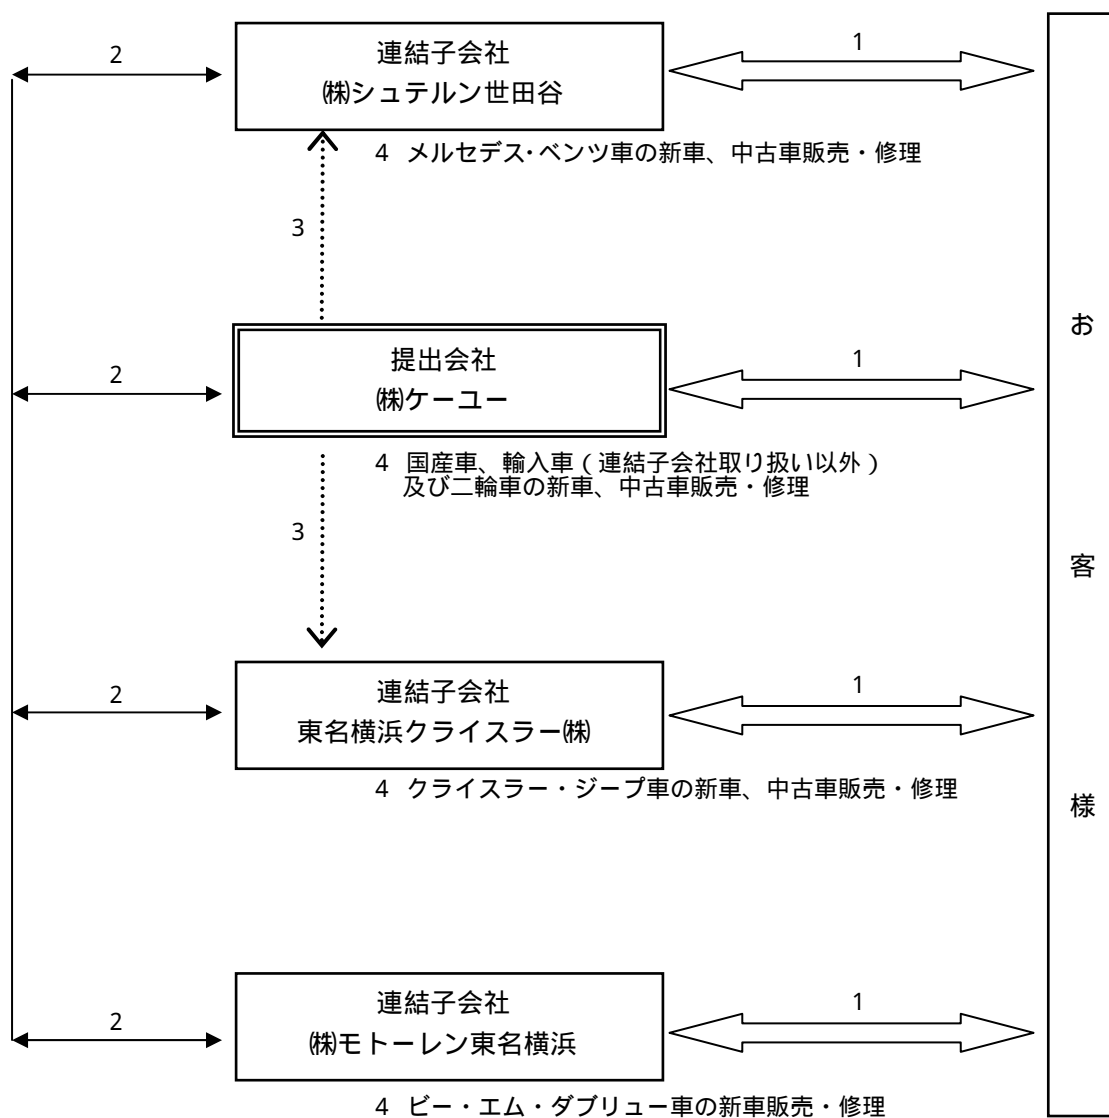 2
連結子会社
㈱シュテルン世田谷
1
4 メルセデス・ベンツ車の新車、中古車販売・修理
3
2
提出会社
㈱ケーユー
1
4 国産車、輸入車(連結子会社取り扱い以外)
及び二輪車の新車、中古車販売・修理
3
2
連結子会社
東名横浜クライスラー㈱
1
4 クライスラー・ジープ車の新車、中古車販売・修理
2
連結子会社
㈱モトーレン東名横浜
1
4 ビー・エム・ダブリュー車の新車販売・修理
お
客
様